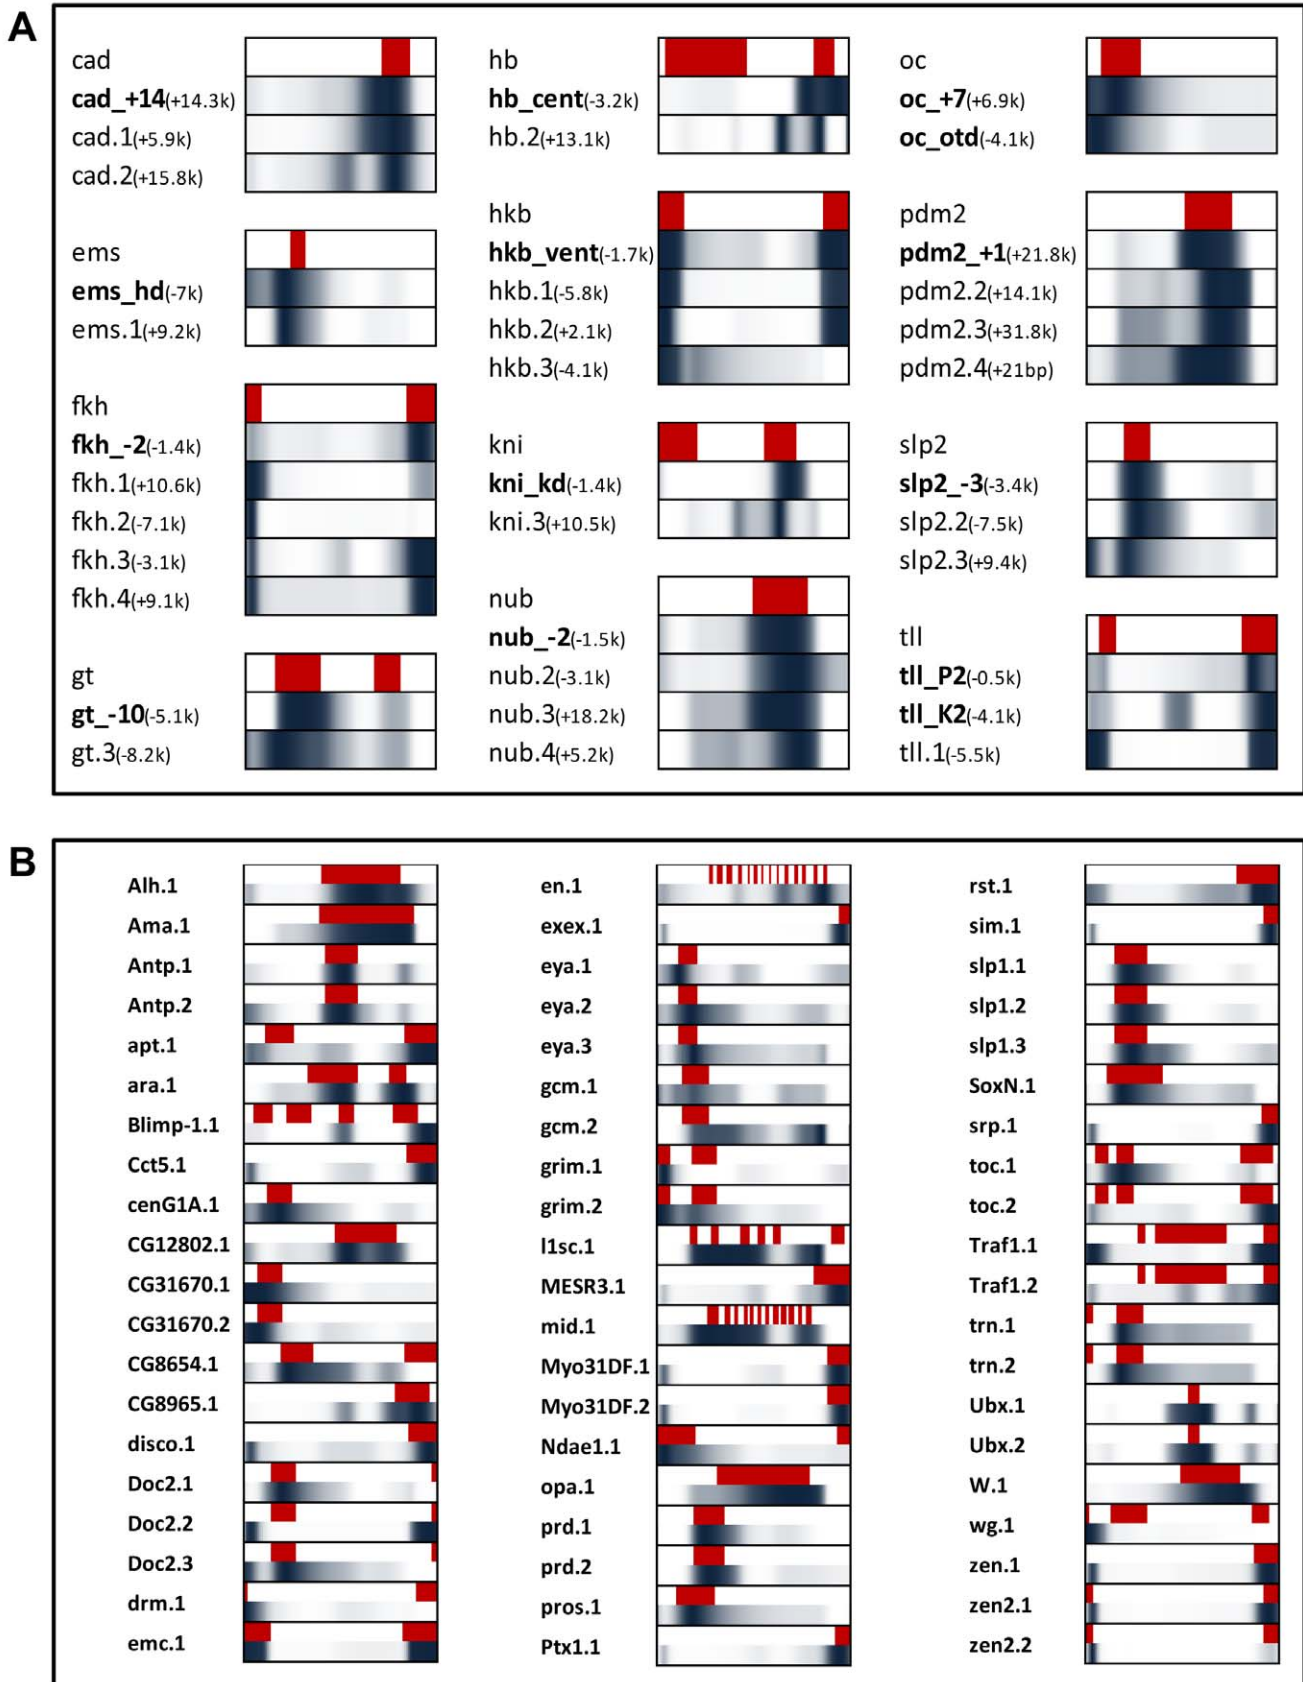 A
cad
cad_+14(+14.3k)
cad.1(+5.9k)
cad.2(+15.8k)
ems
ems_hd(-7k)
ems.1(+9.2k)
fkh
fkh_-2(-1.4k)
fkh.1(+10.6k)
fkh.2(-7.1k)
fkh.3(-3.1k)
fkh.4(+9.1k)
gt
gt_-10(-5.1k)
gt.3(-8.2k)
hb
hb_cent(-3.2k)
hb.2(+13.1k)
hkb
hkb_vent(-1.7k)
hkb.1(-5.8k)
hkb.2(+2.1k)
hkb.3(-4.1k)
kni
kni_kd(-1.4k)
kni.3(+10.5k)
nub
nub_-2(-1.5k)
nub.2(-3.1k)
nub.3(+18.2k)
nub.4(+5.2k)
oc
oc_+7(+6.9k)
oc_otd(-4.1k)
pdm2
pdm2_+1(+21.8k)
pdm2.2(+14.1k)
pdm2.3(+31.8k)
pdm2.4(+21bp)
slp2
slp2_-3(-3.4k)
slp2.2(-7.5k)
slp2.3(+9.4k)
tll
tll_P2(-0.5k)
tll_K2(-4.1k)
tll.1(-5.5k)
B
Alh.1
Ama.1
Antp.1
Antp.2
apt.1
ara.1
Blimp-1.1
Cct5.1
cenG1A.1
CG12802.1
CG31670.1
CG31670.2
CG8654.1
CG8965.1
disco.1
Doc2.1
Doc2.2
Doc2.3
drm.1
emc.1
en.1
exex.1
eya.1
eya.2
eya.3
gcm.1
gcm.2
grim.1
grim.2
l1sc.1
MESR3.1
mid.1
Myo31DF.1
Myo31DF.2
Ndae1.1
opa.1
prd.1
prd.2
pros.1
Ptx1.1
rst.1
sim.1
slp1.1
slp1.2
slp1.3
SoxN.1
srp.1
toc.1
toc.2
Traf1.1
Traf1.2
trn.1
trn.2
Ubx.1
Ubx.2
W.1
wg.1
zen.1
zen2.1
zen2.2